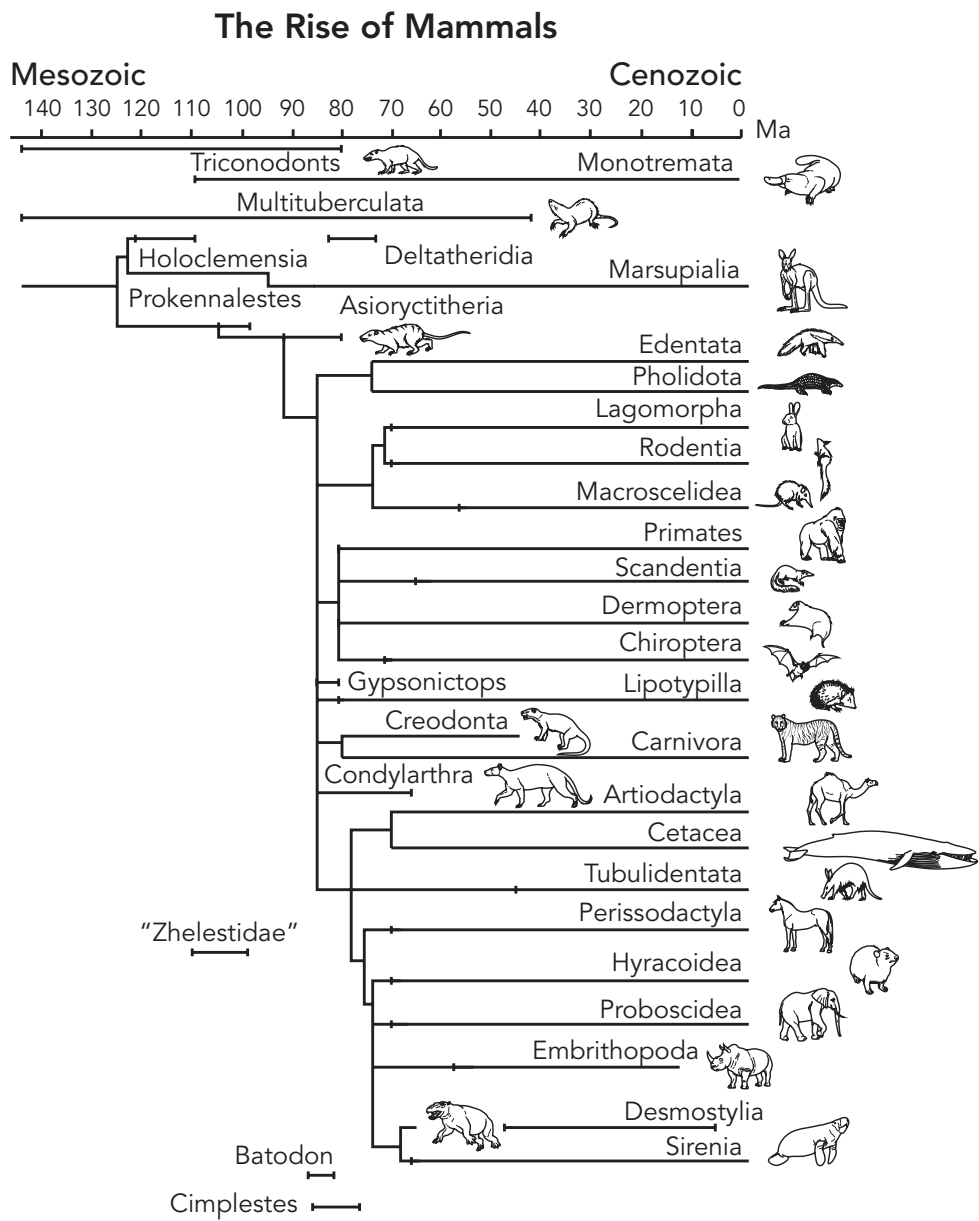 The Rise of Mammals
Mesozoic Cenozoic
140 130 120 110 100 90 80 70 60 50 40 30 20 10 0 Ma
Triconodonts Monotremata
Multituberculata
Holoclemensia Deltatheridia
Marsupialia
Prokennalestes Asioryctitheria
Edentata
Pholidota
Lagomorpha
Rodentia
Macroscelidea
Primates
Scandentia
Dermoptera
Chiroptera
Gypsonictops Lipotypilla
Creodonta
Carnivora
Condylarthra
Artiodactyla
Cetacea
Tubulidentata
Perissodactyla
"Zhelestidae"
Hyracoidea
Proboscidea
Embrithopoda
Desmostylia
Sirenia
Batodon
Cimplestes